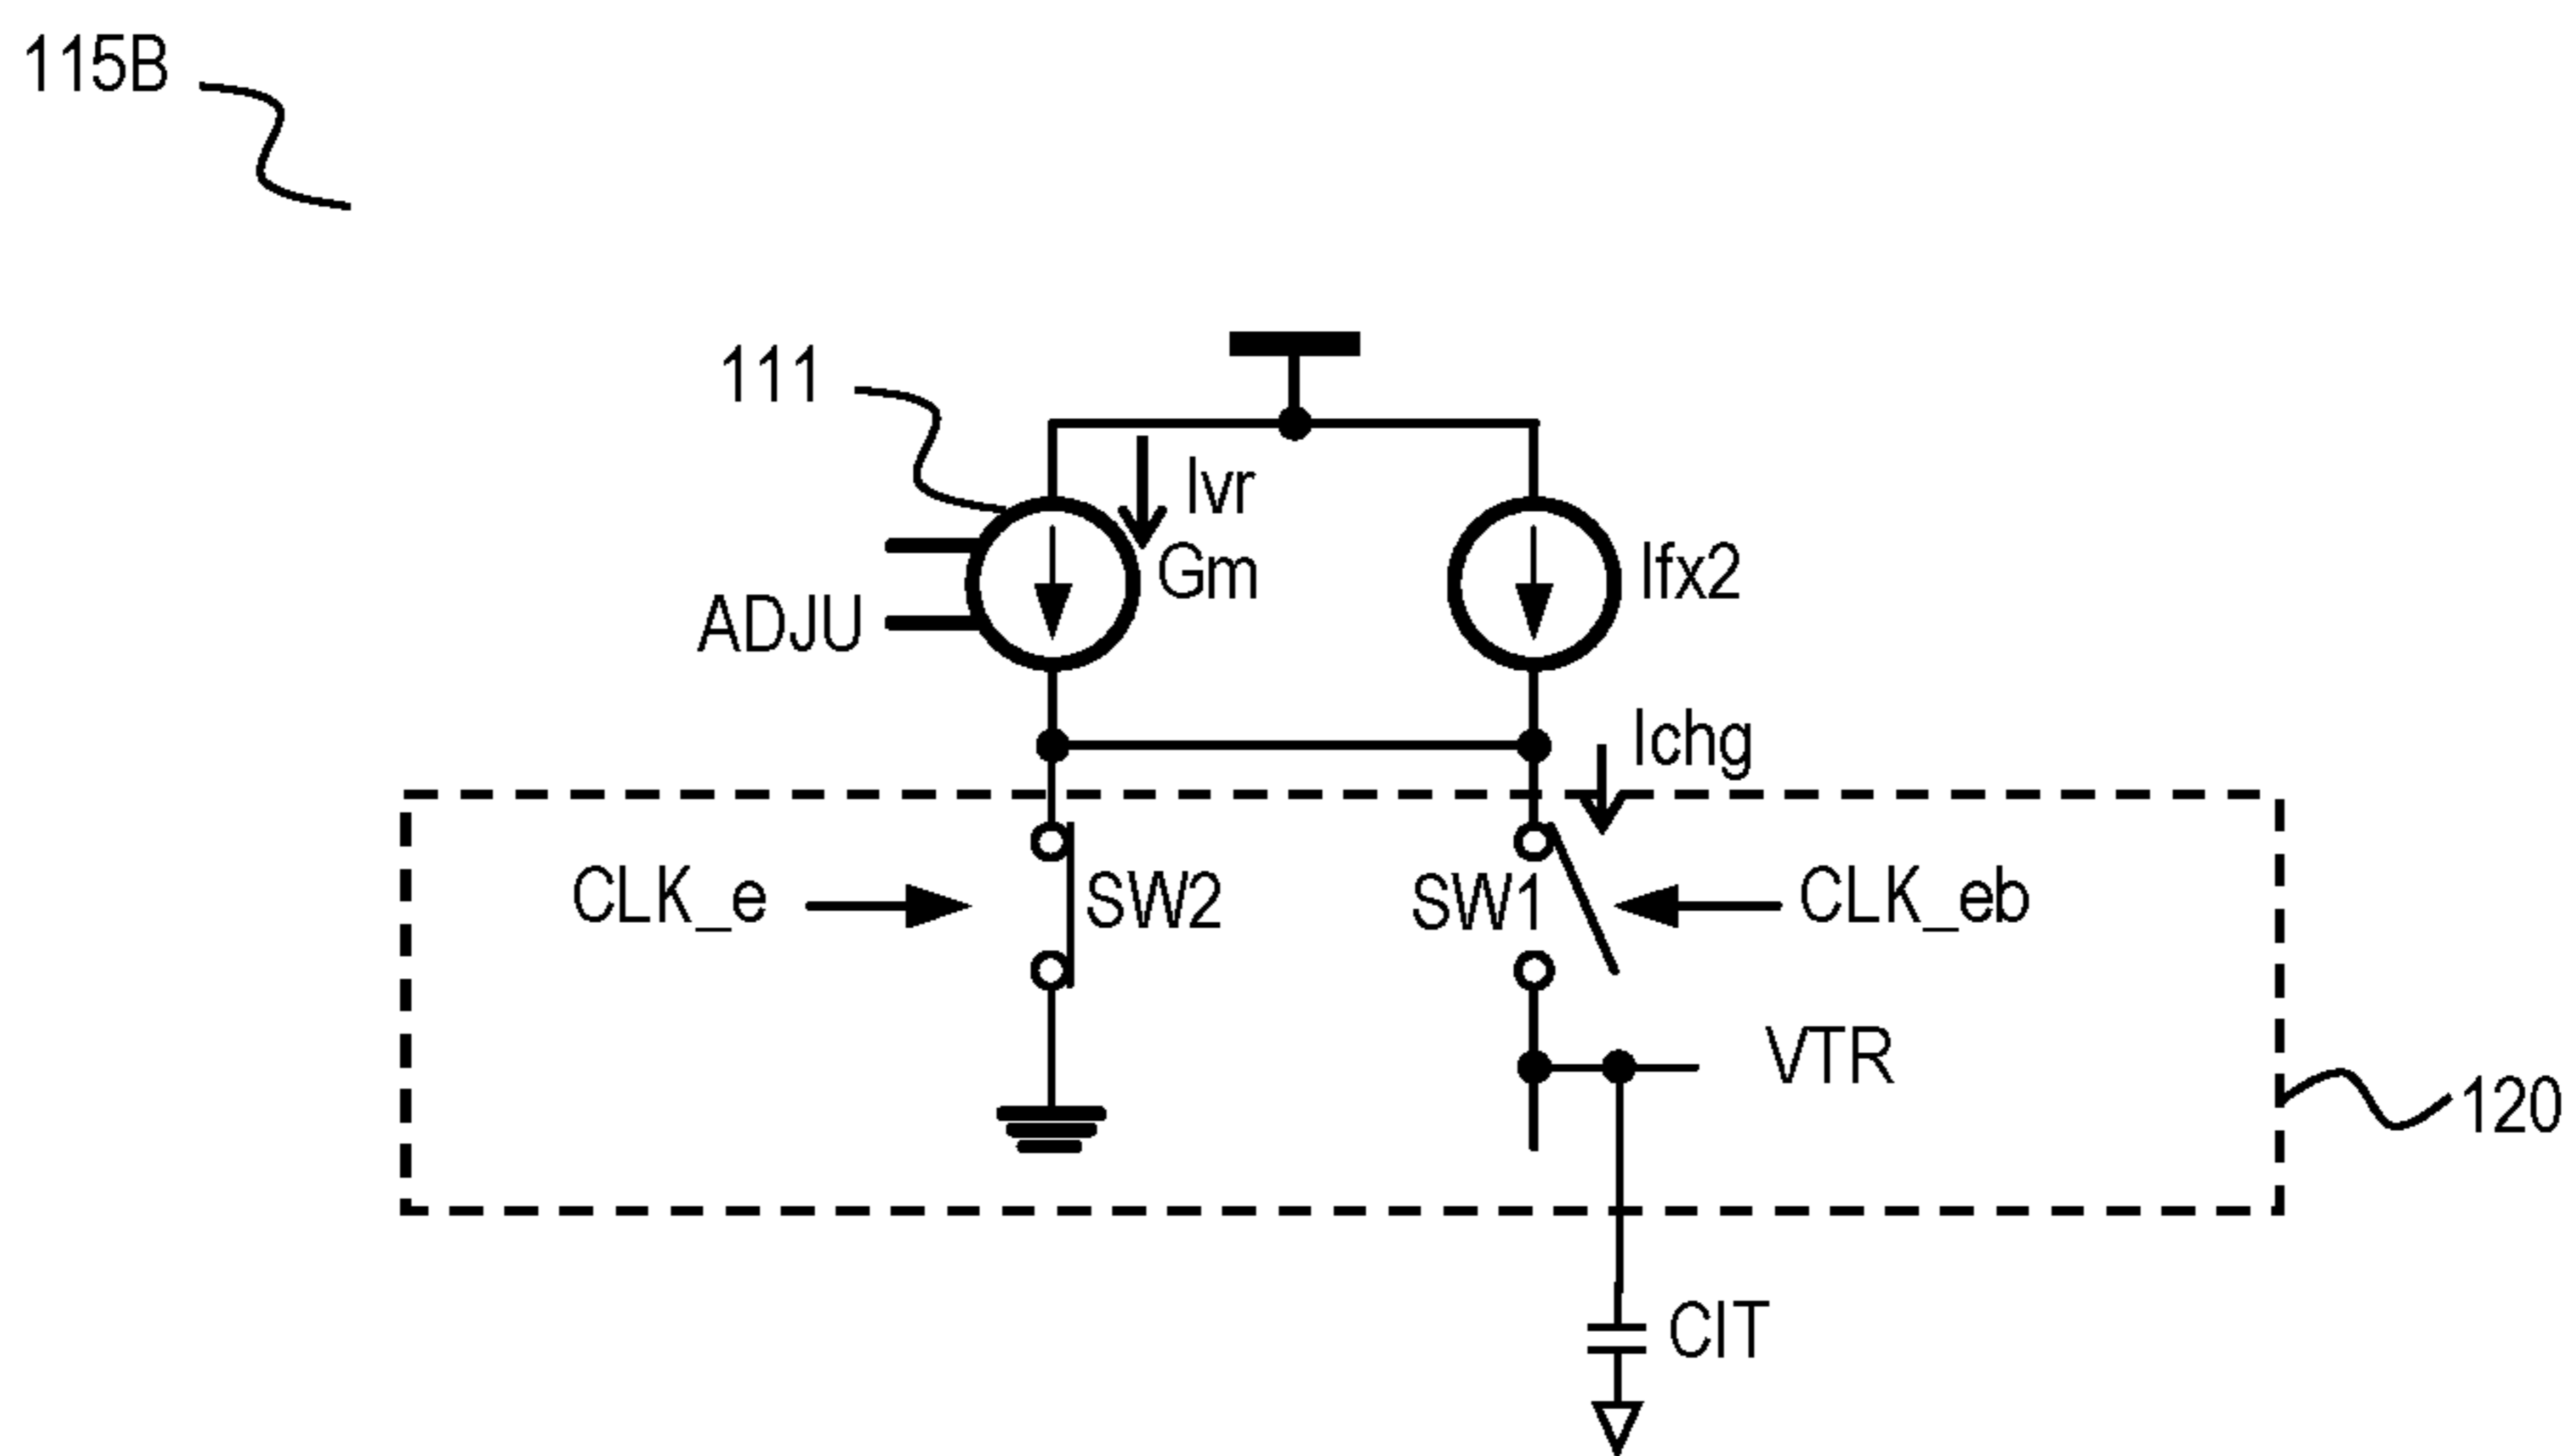 115B
111
Ivr
Gm
Ifx2
ADJU
Ichg
CLK_e
SW2
SW1
CLK_eb
VTR
120
CIT